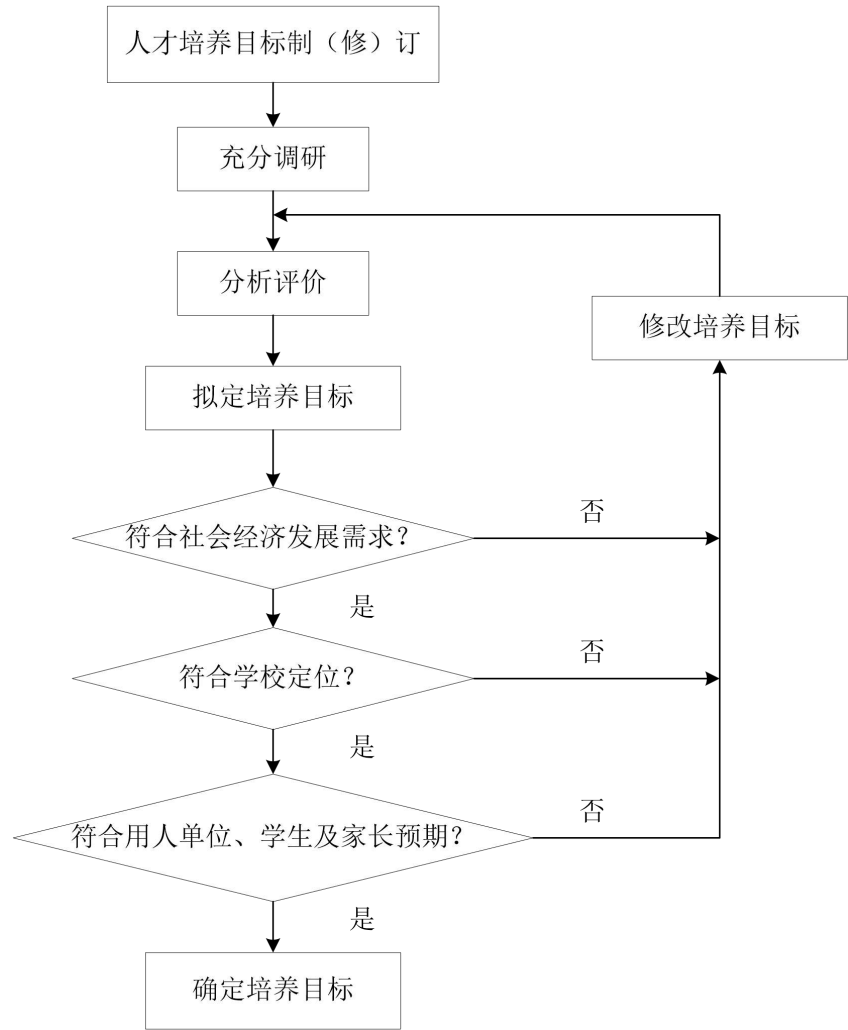 人才培养目标制（修）订
充分调研
分析评价
修改培养目标
拟定培养目标
否
符合社会经济发展需求？
是
否
符合学校定位？
是
否
符合用人单位、学生及家长预期？
是
确定培养目标